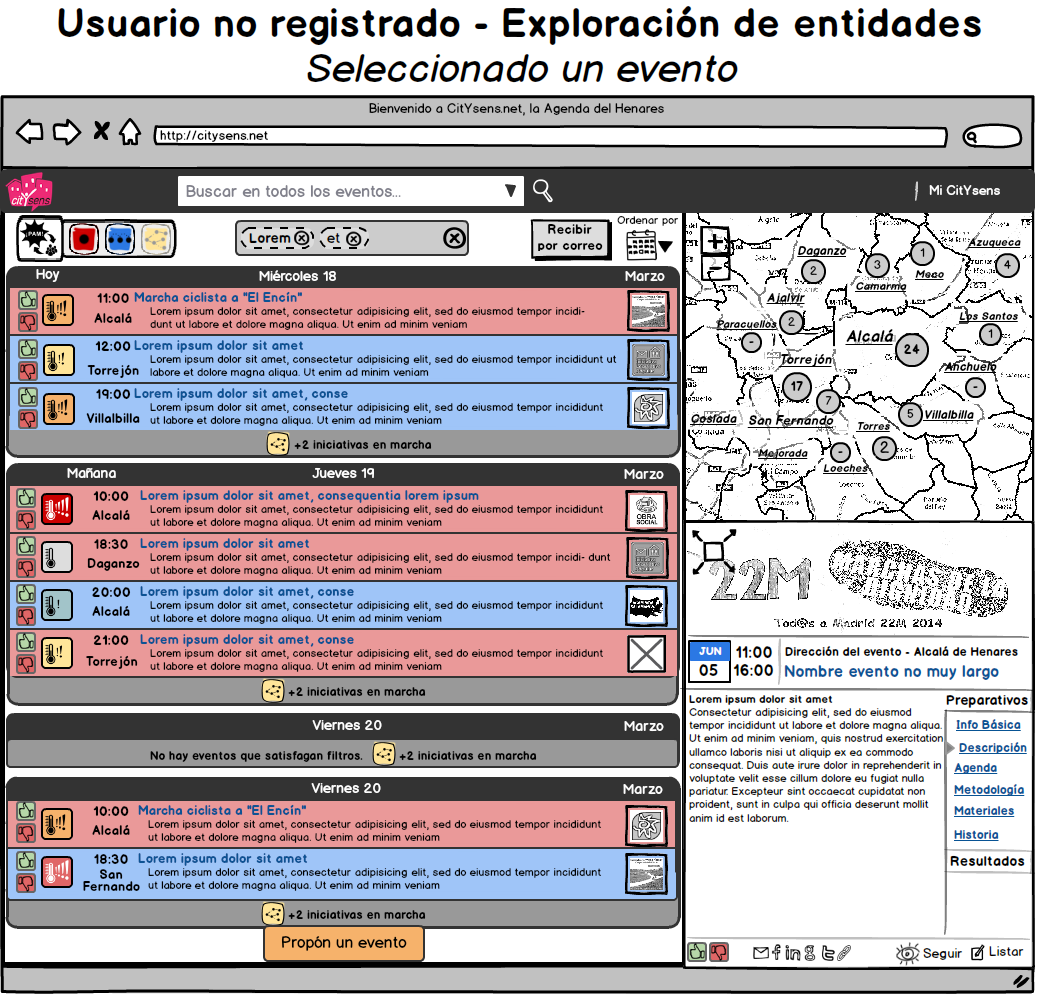 Usuario no registrado - Exploración de entidades
Seleccionado un evento
Bienvenido a CitYsens.net, la Agenda del Henares
http://citysens.net
citYsens
Buscar en todos los eventos...
Mi CitYsens
PAM!
Lorem
et
Recibir
por correo
Ordenar por
Hoy Miércoles 18 Marzo
11:00 Marcha ciclista a "El Encín"
Alcalá
Lorem ipsum dolor sit amet, consectetur adipisicing elit, sed do eiusmod tempor incidi-
dunt ut labore et dolore magna aliqua. Ut enim ad minim veniam
12:00 Lorem ipsum dolor sit amet
Torrejón
Lorem ipsum dolor sit amet, consectetur adipisicing elit, sed do eiusmod tempor incididunt ut
labore et dolore magna aliqua. Ut enim ad minim veniam
19:00 Lorem ipsum dolor sit amet, conse
Villalbilla
Lorem ipsum dolor sit amet, consectetur adipisicing elit, sed do eiusmod tempor incididunt
ut labore et dolore magna aliqua. Ut enim ad minim veniam
+2 iniciativas en marcha
Mañana Jueves 19 Marzo
10:00 Lorem ipsum dolor sit amet, consequentia lorem ipsum
Alcalá
Lorem ipsum dolor sit amet, consectetur adipisicing elit, sed do eiusmod tempor incididunt
ut labore et dolore magna aliqua. Ut enim ad minim veniam
OBRA
SOCIAL
18:30 Lorem ipsum dolor sit amet
Daganzo
Lorem ipsum dolor sit amet, consectetur adipisicing elit, sed do eiusmod tempor incidi- dunt
ut labore et dolore magna aliqua. Ut enim ad minim veniam
20:00 Lorem ipsum dolor sit amet, conse
Alcalá
Lorem ipsum dolor sit amet, consectetur adipisicing elit, sed do eiusmod tempor incididunt
ut labore et dolore magna aliqua. Ut enim ad minim veniam
21:00 Lorem ipsum dolor sit amet, conse
Torrejón
Lorem ipsum dolor sit amet, consectetur adipisicing elit, sed do eiusmod tempor incididunt
ut labore et dolore magna aliqua. Ut enim ad minim veniam
+2 iniciativas en marcha
Viernes 20 Marzo
No hay eventos que satisfagan filtros. +2 iniciativas en marcha
Viernes 20 Marzo
10:00 Marcha ciclista a "El Encín"
Alcalá
Lorem ipsum dolor sit amet, consectetur adipisicing elit, sed do eiusmod tempor incididunt
ut labore et dolore magna aliqua. Ut enim ad minim veniam
18:30 Lorem ipsum dolor sit amet
San
Fernando
Lorem ipsum dolor sit amet, consectetur adipisicing elit, sed do eiusmod tempor incididunt
ut labore et dolore magna aliqua. Ut enim ad minim veniam
+2 iniciativas en marcha
Propón un evento
+
-
Daganzo
2
3
Camarma
1
Meco
Azuqueca
4
Ajalvir
2
Paracuellos
-
Alcalá
24
Los Santos
1
Anchuelo
-
Torrejón
17
7
San Fernando
Coslada
5
Villalbilla
Torres
2
Mejorada
-
Loeches
22M
Tod@s a Madrid 22M 2014
JUN
05
11:00
16:00
Dirección del evento - Alcalá de Henares
Nombre evento no muy largo
Lorem ipsum dolor sit amet
Consectetur adipisicing elit, sed do eiusmod
tempor incididunt ut labore et dolore magna aliqua.
Ut enim ad minim veniam, quis nostrud exercitation
ullamco laboris nisi ut aliquip ex ea commodo
consequat. Duis aute irure dolor in reprehenderit in
voluptate velit esse cillum dolore eu fugiat nulla
pariatur. Excepteur sint occaecat cupidatat non
proident, sunt in culpa qui officia deserunt mollit
anim id est laborum.
Preparativos
Info Básica
Descripción
Agenda
Metodología
Materiales
Historia
Resultados
Seguir
Listar